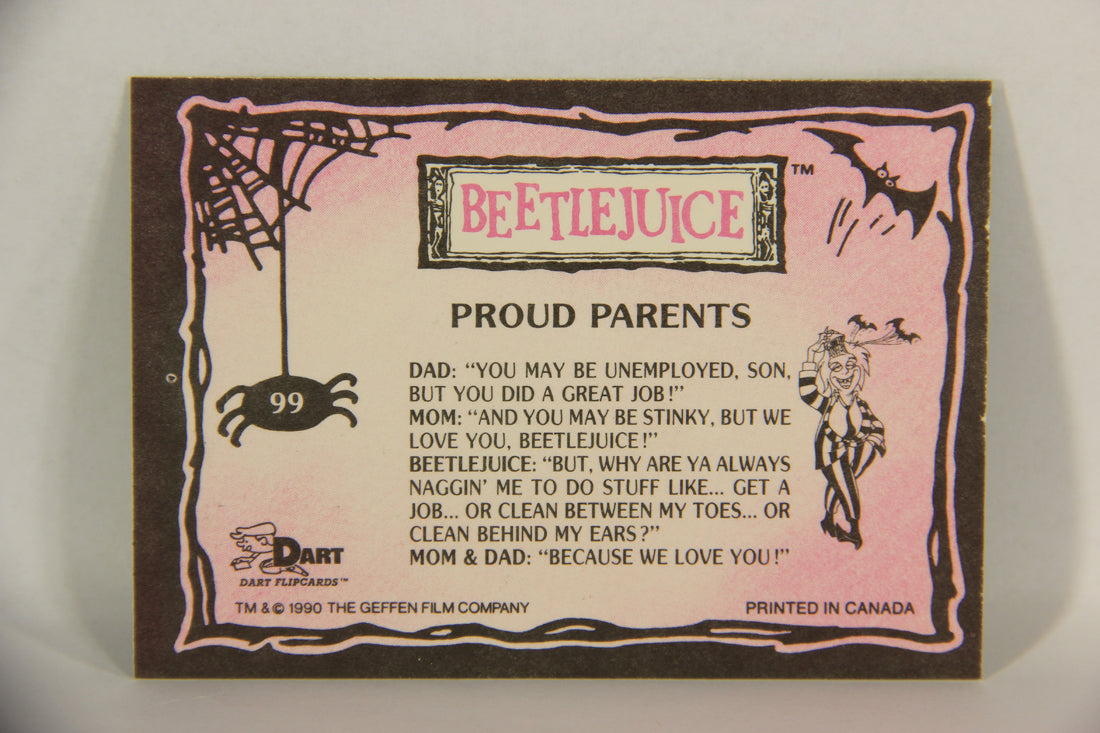 BEETLEJUICE™
PROUD PARENTS
DAD: “YOU MAY BE UNEMPLOYED, SON,
BUT YOU DID A GREAT JOB!”
MOM: “AND YOU MAY BE STINKY, BUT WE
LOVE YOU, BEETLEJUICE!”
BEETLEJUICE: “BUT, WHY ARE YA ALWAYS
NAGGIN’ ME TO DO STUFF LIKE... GET A
JOB... OR CLEAN BETWEEN MY TOES... OR
CLEAN BEHIND MY EARS?”
MOM & DAD: “BECAUSE WE LOVE YOU!”
99
DART
DART FLIPCARDS™
TM & © 1990 THE GEFFEN FILM COMPANY
PRINTED IN CANADA